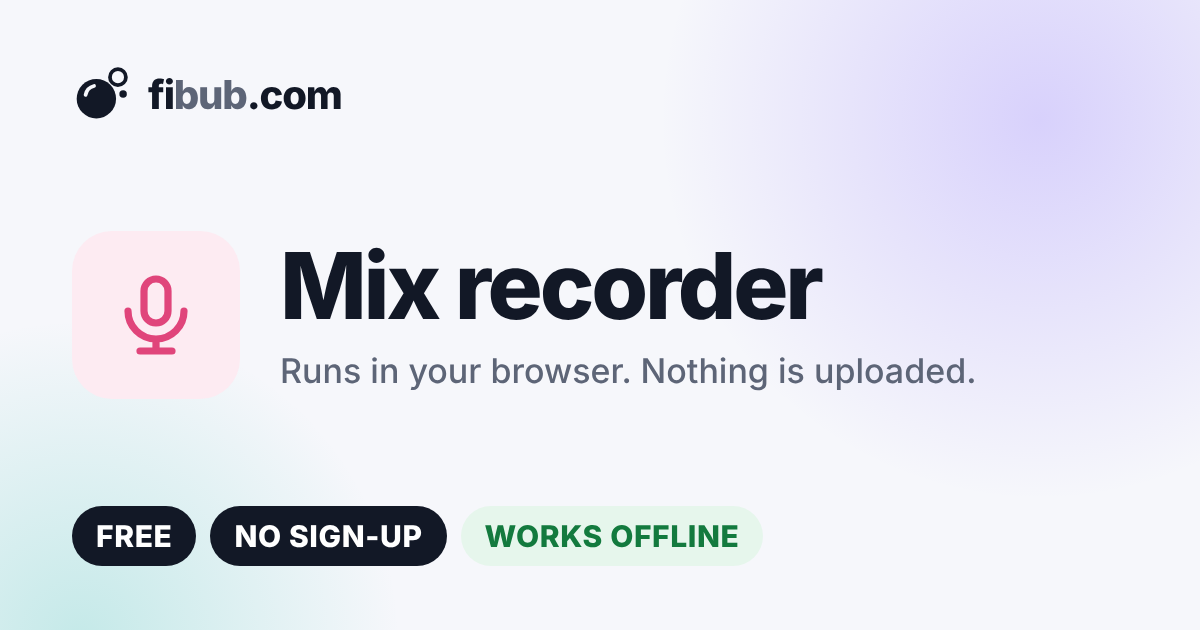 fibub.com
Mix recorder
Runs in your browser. Nothing is uploaded.
FREE NO SIGN-UP WORKS OFFLINE